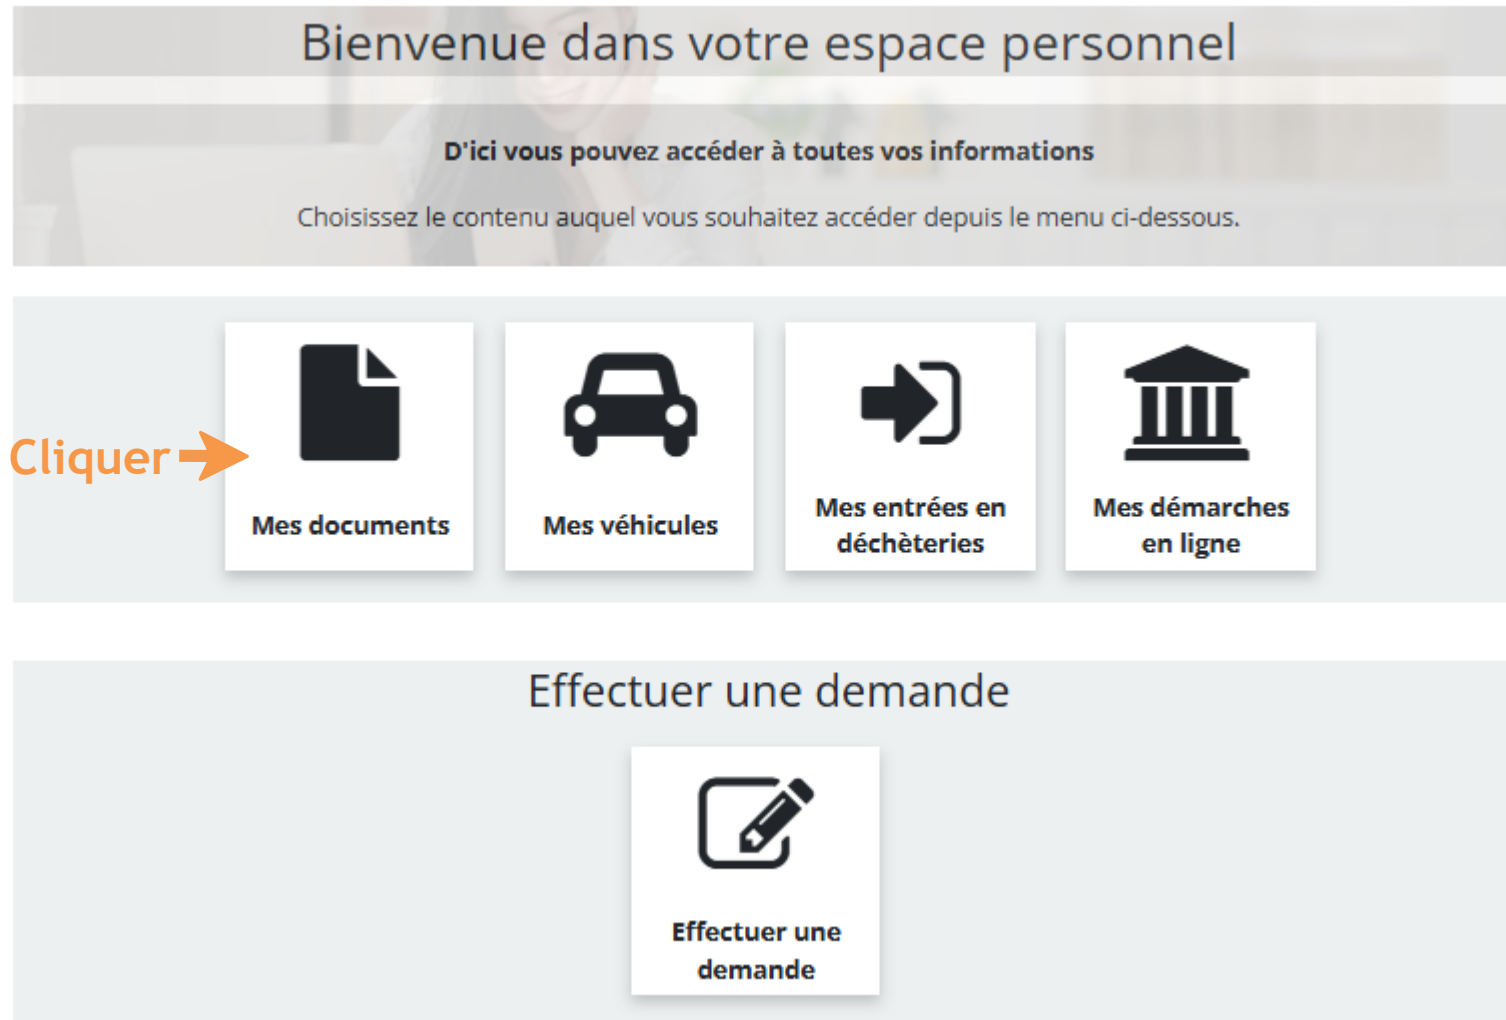 Bienvenue dans votre espace personnel
D'ici vous pouvez accéder à toutes vos informations
Choisissez le contenu auquel vous souhaitez accéder depuis le menu ci-dessous.
Cliquer
Mes documents
Mes véhicules
Mes entrées en
déchèteries
Mes démarches
en ligne
Effectuer une demande
Effectuer une
demande